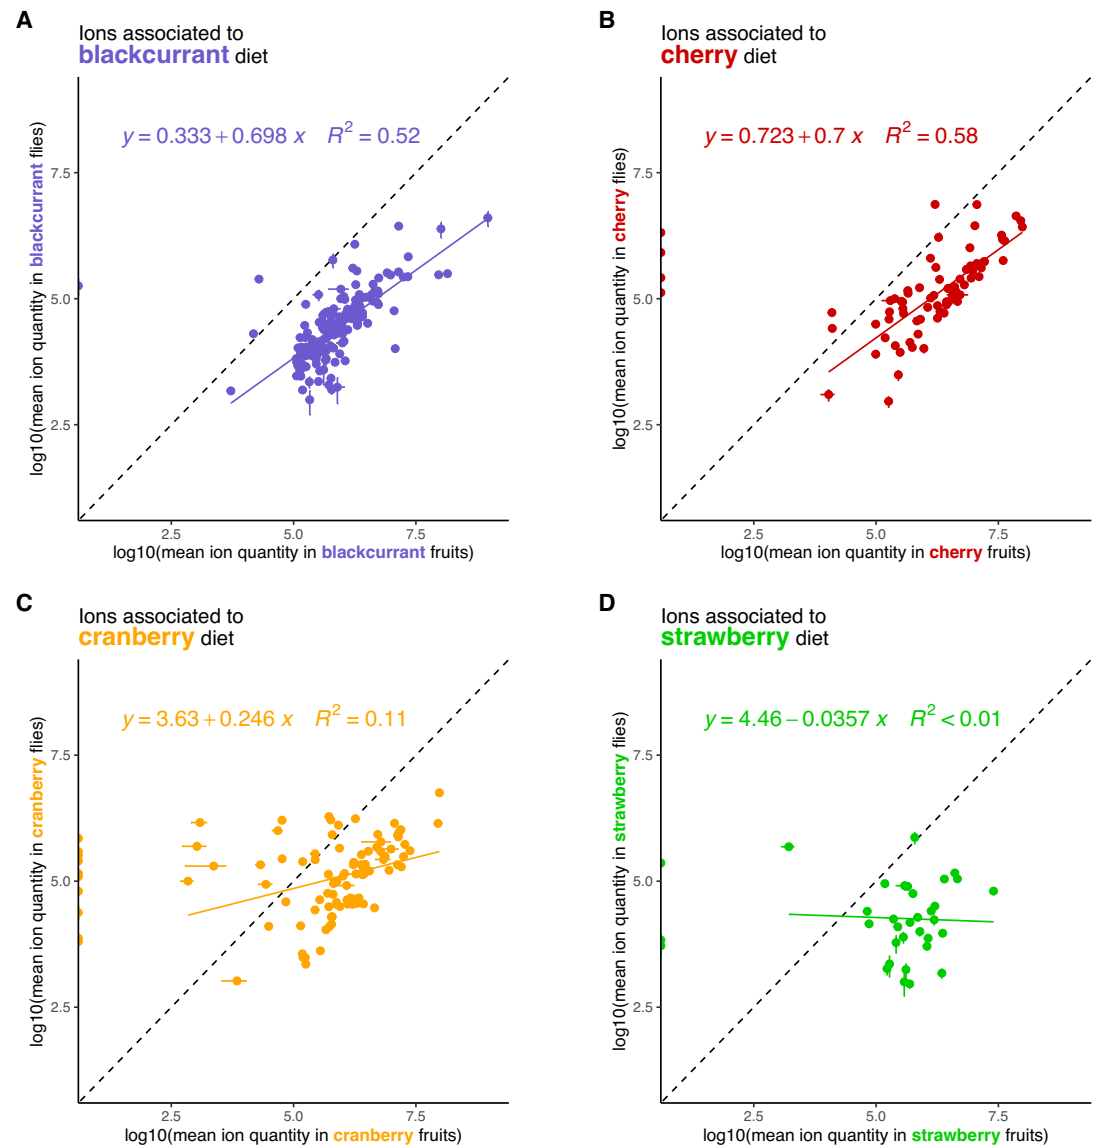 A
Ions associated to
blackcurrant diet
y = 0.333 + 0.698 x R² = 0.52
log10(mean ion quantity in blackcurrant flies)
7.5
5.0
2.5
2.5 5.0 7.5
log10(mean ion quantity in blackcurrant fruits)
B
Ions associated to
cherry diet
y = 0.723 + 0.7 x R² = 0.58
log10(mean ion quantity in cherry flies)
7.5
5.0
2.5
2.5 5.0 7.5
log10(mean ion quantity in cherry fruits)
C
Ions associated to
cranberry diet
y = 3.63 + 0.246 x R² = 0.11
log10(mean ion quantity in cranberry flies)
7.5
5.0
2.5
2.5 5.0 7.5
log10(mean ion quantity in cranberry fruits)
D
Ions associated to
strawberry diet
y = 4.46 − 0.0357 x R² < 0.01
log10(mean ion quantity in strawberry flies)
7.5
5.0
2.5
2.5 5.0 7.5
log10(mean ion quantity in strawberry fruits)